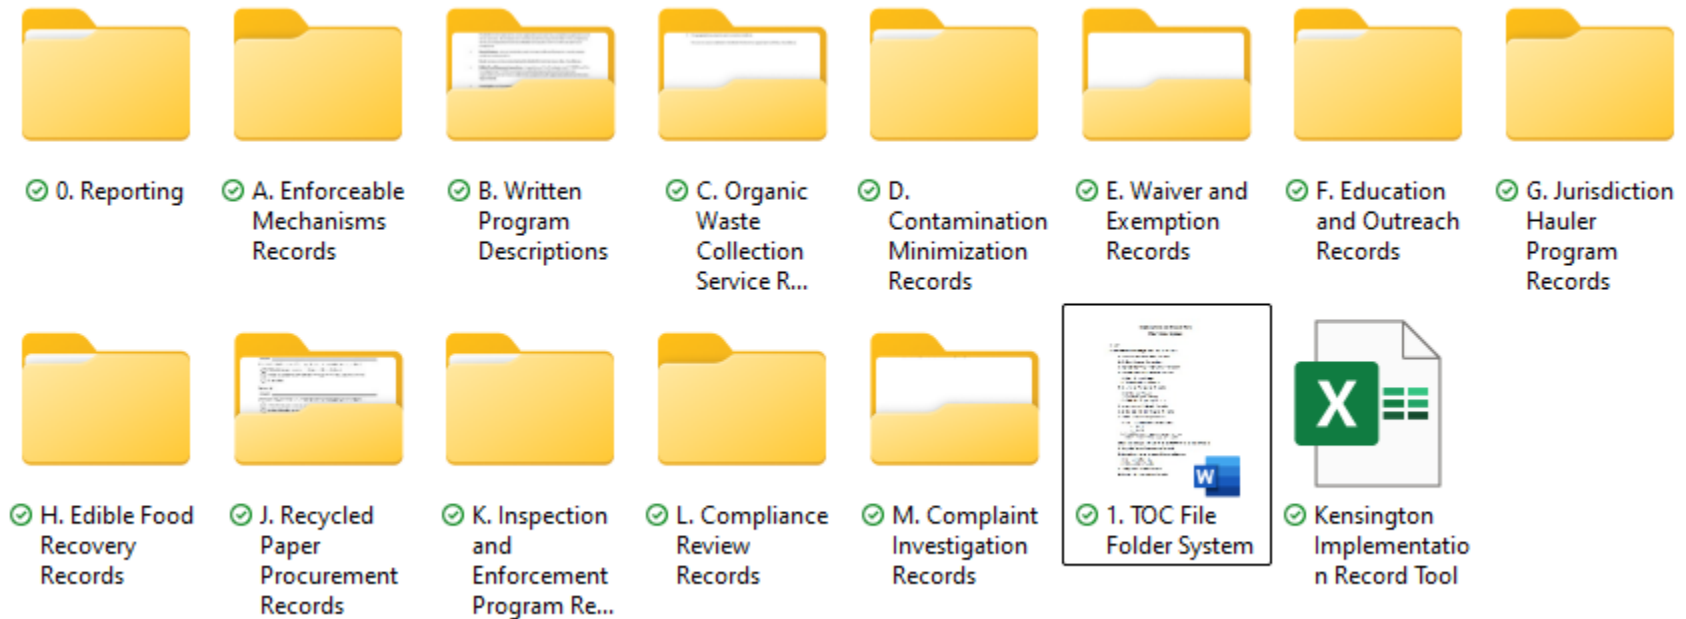 0. Reporting
A. Enforceable
Mechanisms
Records
B. Written
Program
Descriptions
C. Organic
Waste
Collection
Service R...
D.
Contamination
Minimization
Records
E. Waiver and
Exemption
Records
F. Education
and Outreach
Records
G. Jurisdiction
Hauler
Program
Records
H. Edible Food
Recovery
Records
J. Recycled
Paper
Procurement
Records
K. Inspection
and
Enforcement
Program Re...
L. Compliance
Review
Records
M. Complaint
Investigation
Records
W
1. TOC File
Folder System
X
Kensington
Implementatio
n Record Tool